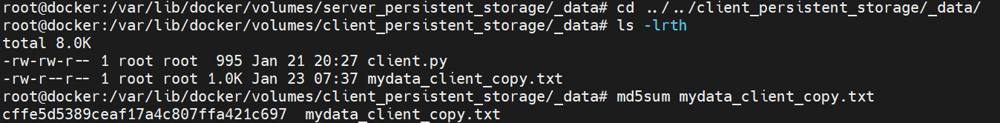 root@docker:/var/lib/docker/volumes/server_persistent_storage/_data# cd ../../client_persistent_storage/_data/
root@docker:/var/lib/docker/volumes/client_persistent_storage/_data# ls -lrth
total 8.0K
-rw-rw-r-- 1 root root  995 Jan 21 20:27 client.py
-rw-r--r-- 1 root root 1.0K Jan 23 07:37 mydata_client_copy.txt
root@docker:/var/lib/docker/volumes/client_persistent_storage/_data# md5sum mydata_client_copy.txt
cffe5d5389ceaf17a4c807ffa421c697  mydata_client_copy.txt